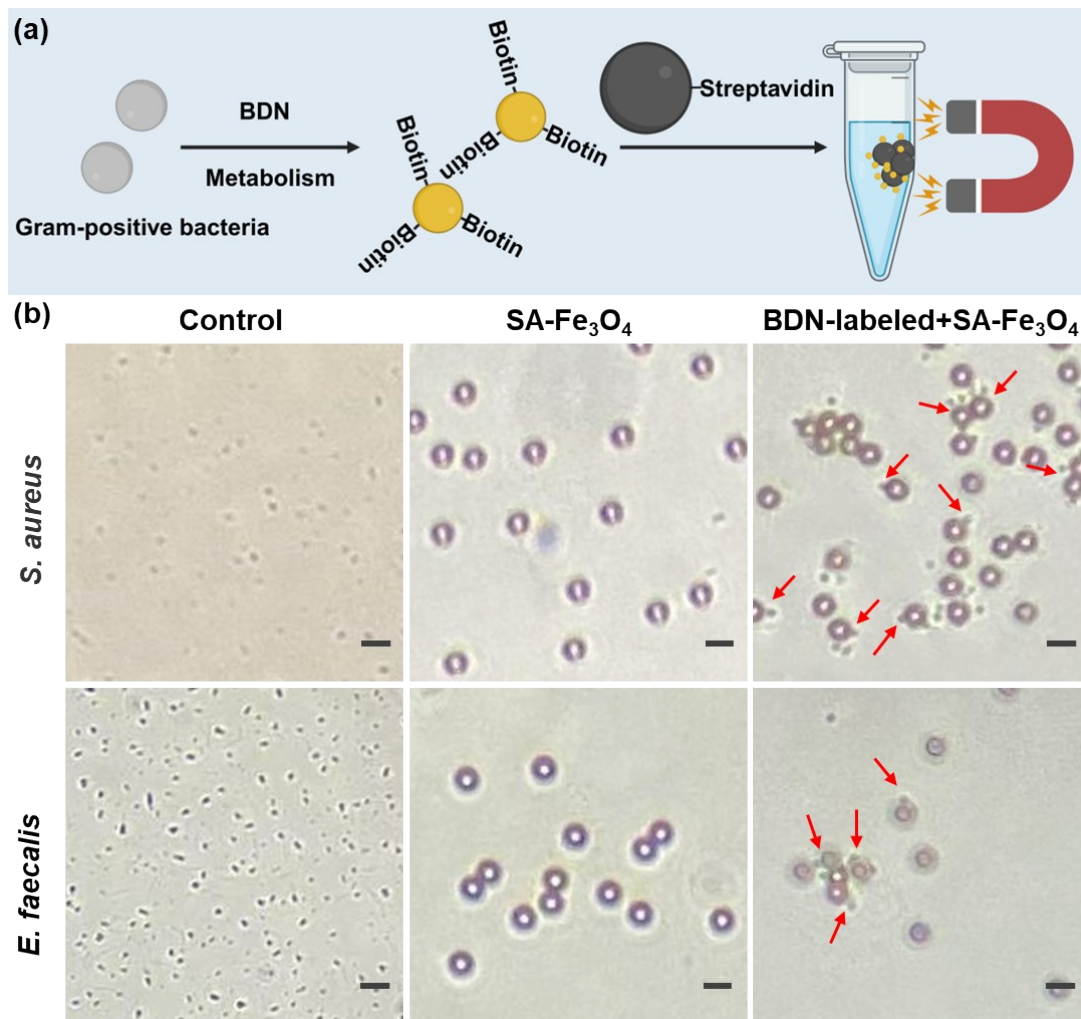 (a)
BDN
Metabolism
Gram-positive bacteria
Biotin
Biotin
Biotin
Biotin
Biotin
Biotin
Streptavidin
(b)
Control
SA-Fe₃O₄
BDN-labeled+SA-Fe₃O₄
S. aureus
E. faecalis